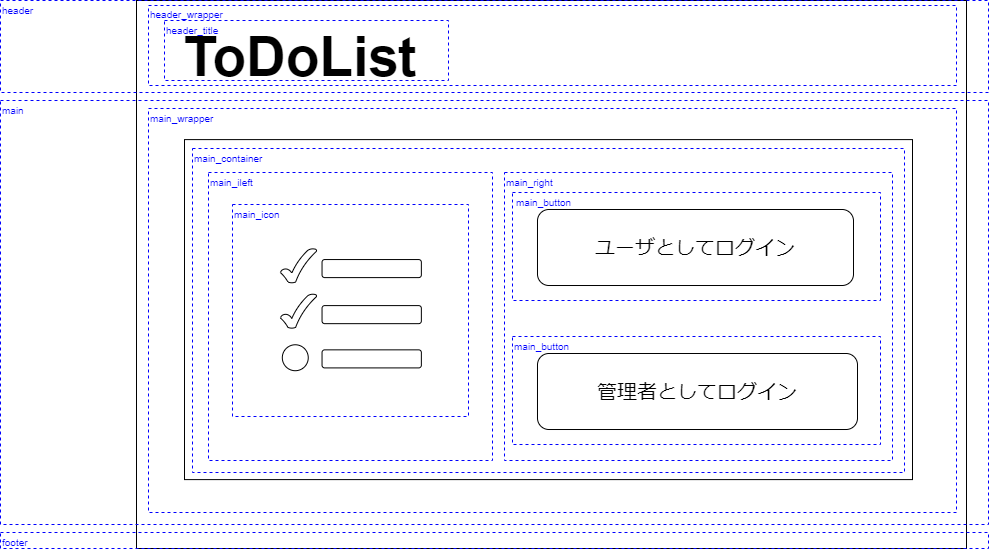 header
header_wrapper
header_title
ToDoList
main
main_wrapper
main_container
main_ileft
main_icon
main_right
main_button
ユーザとしてログイン
main_button
管理者としてログイン
footer